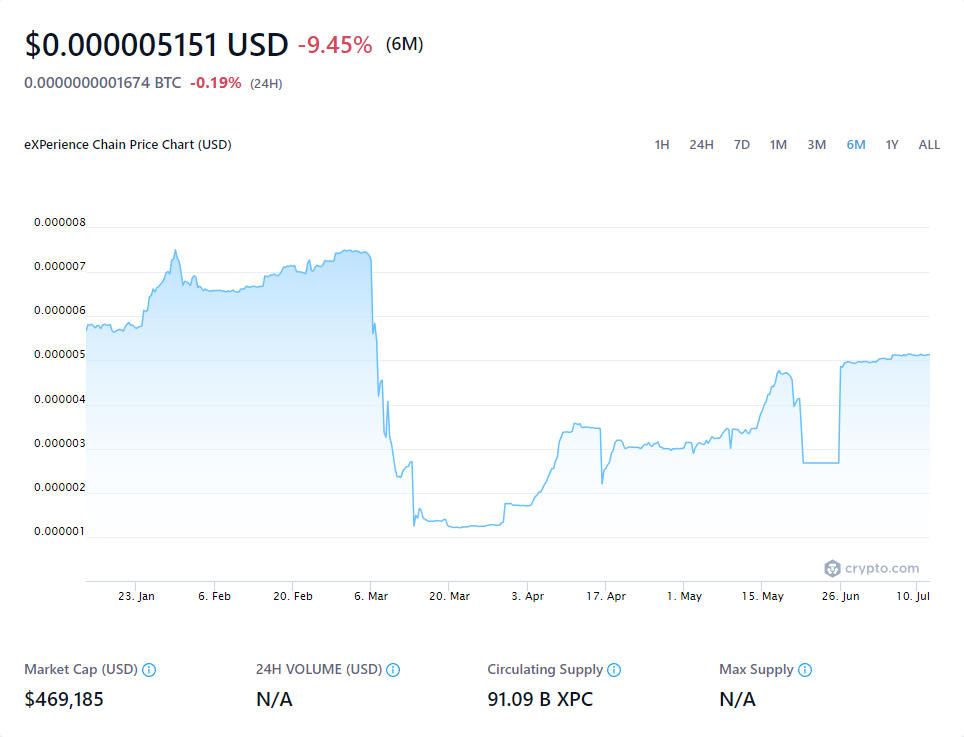 $0.000005151 USD -9.45% (6M)
0.0000000001674 BTC -0.19% (24H)
eXPerience Chain Price Chart (USD) 1H 24H 7D 1M 3M 6M 1Y ALL
0.000008
0.000007
0.000006
0.000005
0.000004
0.000003
0.000002
0.000001
crypto.com
23. Jan 6. Feb 20. Feb 6. Mar 20. Mar 3. Apr 17. Apr 1. May 15. May 26. Jun 10. Jul
Market Cap (USD) 24H VOLUME (USD) Circulating Supply Max Supply
$469,185 N/A 91.09 B XPC N/A